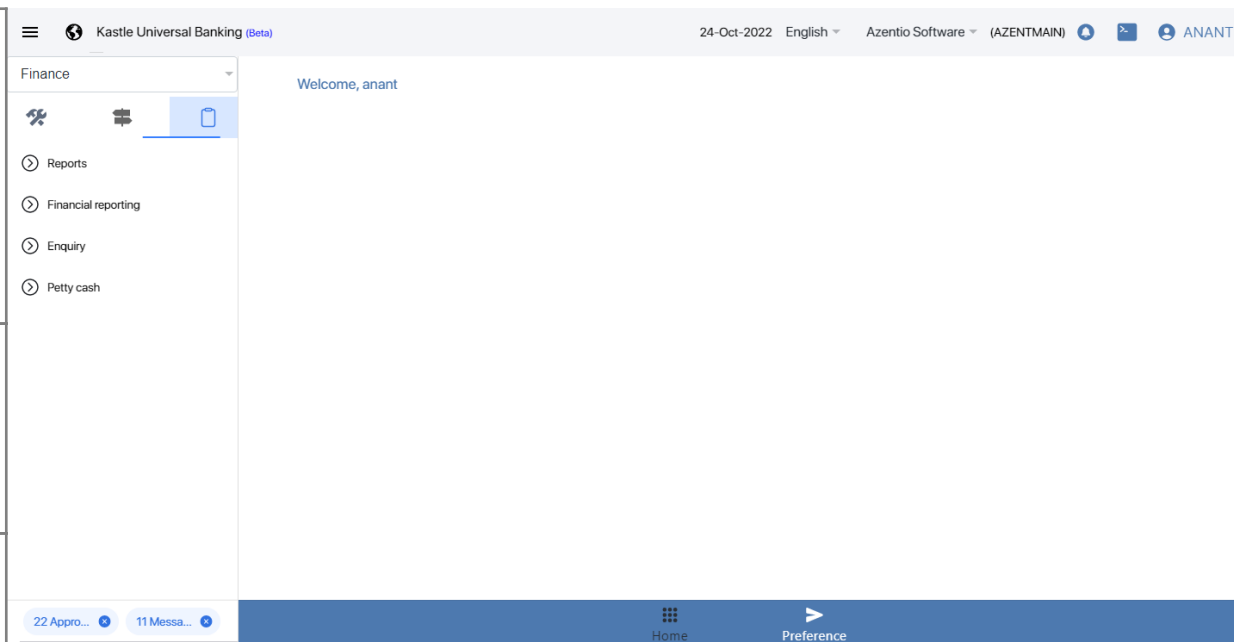 Kastle Universal Banking (Beta) 24-Oct-2022 English Azentio Software (AZENTMAIN) ANANT
Finance
Welcome, anant
Reports
Financial reporting
Enquiry
Petty cash
22 Appro... 11 Messa...
Home Preference